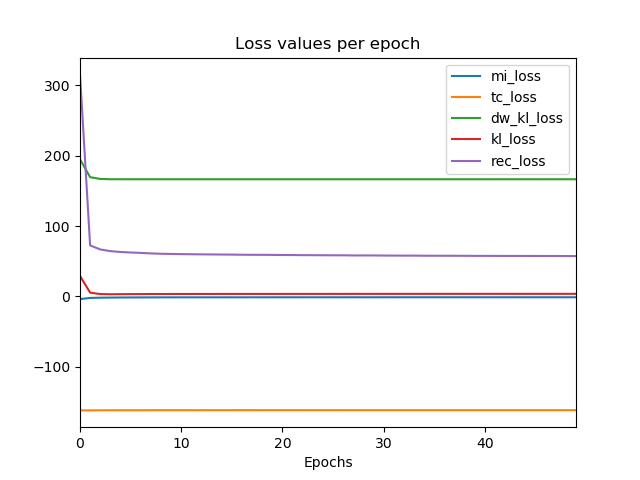 Loss values per epoch
300
200
100
0
−100
0 10 20 30 40
Epochs
mi_loss
tc_loss
dw_kl_loss
kl_loss
rec_loss